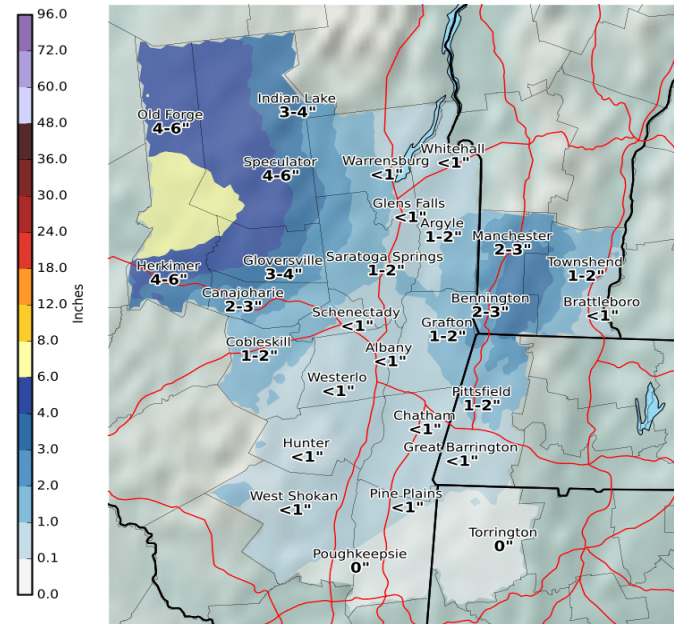 96.0
72.0
60.0
48.0
36.0
30.0
24.0
18.0
12.0
8.0
6.0
4.0
3.0
2.0
1.0
0.1
0.0
Inches
Old Forge
4-6"
Indian Lake
3-4"
Speculator
4-6"
Warrensburg
<1"
Whitehall
<1"
Glens Falls
<1"
Argyle
1-2"
Manchester
2-3"
Herkimer
4-6"
Gloversville
3-4"
Saratoga Springs
1-2"
Townshend
1-2"
Canajoharie
2-3"
Schenectady
<1"
Bennington
2-3"
Brattleboro
<1"
Grafton
1-2"
Cobleskill
1-2"
Albany
<1"
Westerlo
<1"
Pittsfield
1-2"
Chatham
<1"
Hunter
<1"
Great Barrington
<1"
West Shokan
<1"
Pine Plains
<1"
Torrington
0"
Poughkeepsie
0"